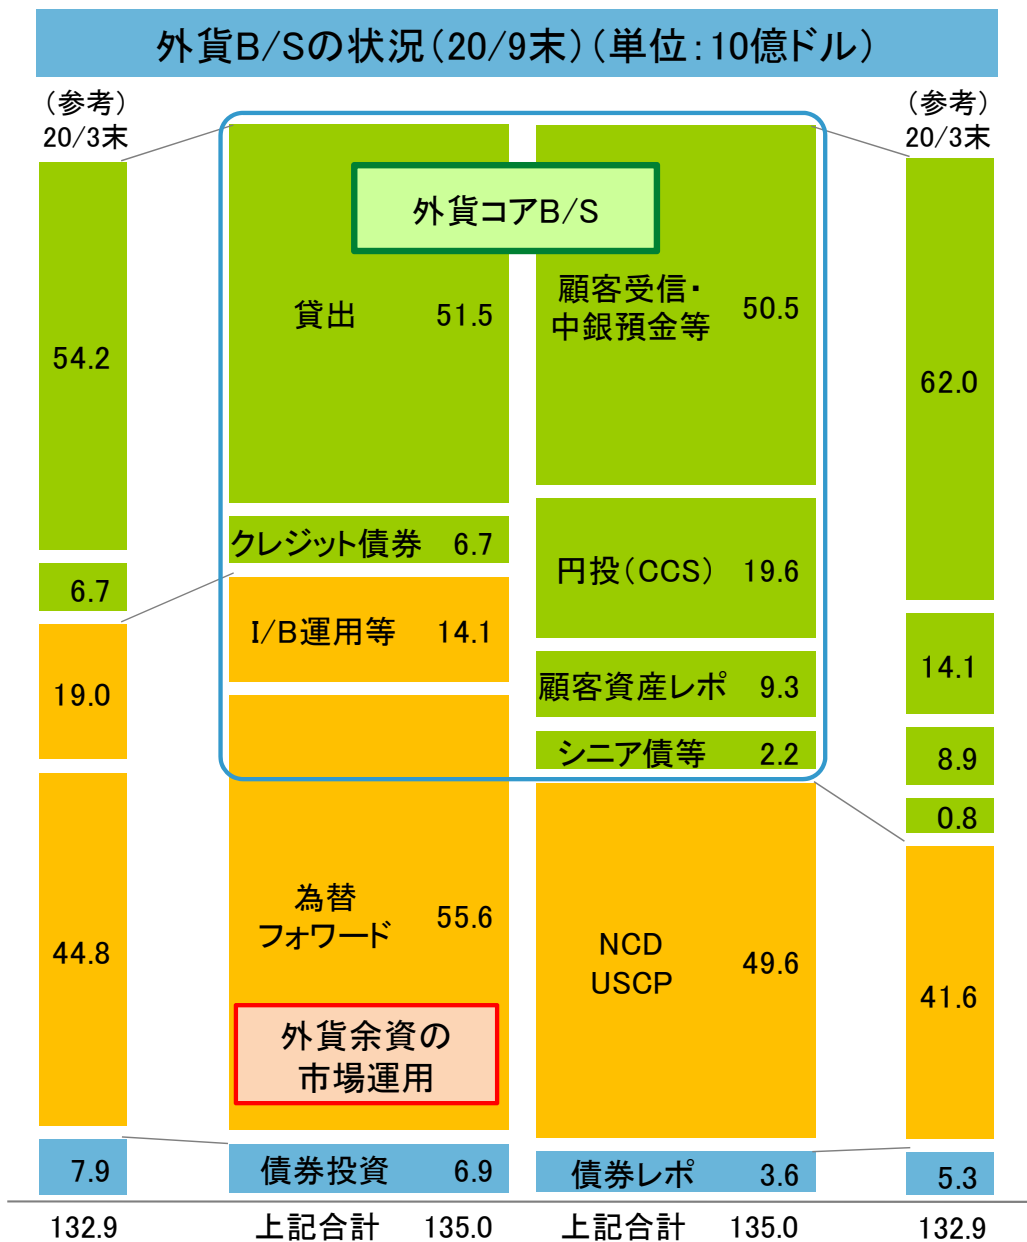 外貨B/Sの状況(20/9末)(単位:10億ドル)
(参考)
20/3末
54.2
6.7
19.0
44.8
7.9
132.9
外貨コアB/S
貸出 51.5
クレジット債券 6.7
I/B運用等 14.1
為替
フォワード
55.6
外貨余資の
市場運用
債券投資 6.9
上記合計 135.0
顧客受信・
中銀預金等
50.5
円投(CCS) 19.6
顧客資産レポ 9.3
シニア債等 2.2
NCD
USCP
49.6
債券レポ 3.6
上記合計 135.0
(参考)
20/3末
62.0
14.1
8.9
0.8
41.6
5.3
132.9